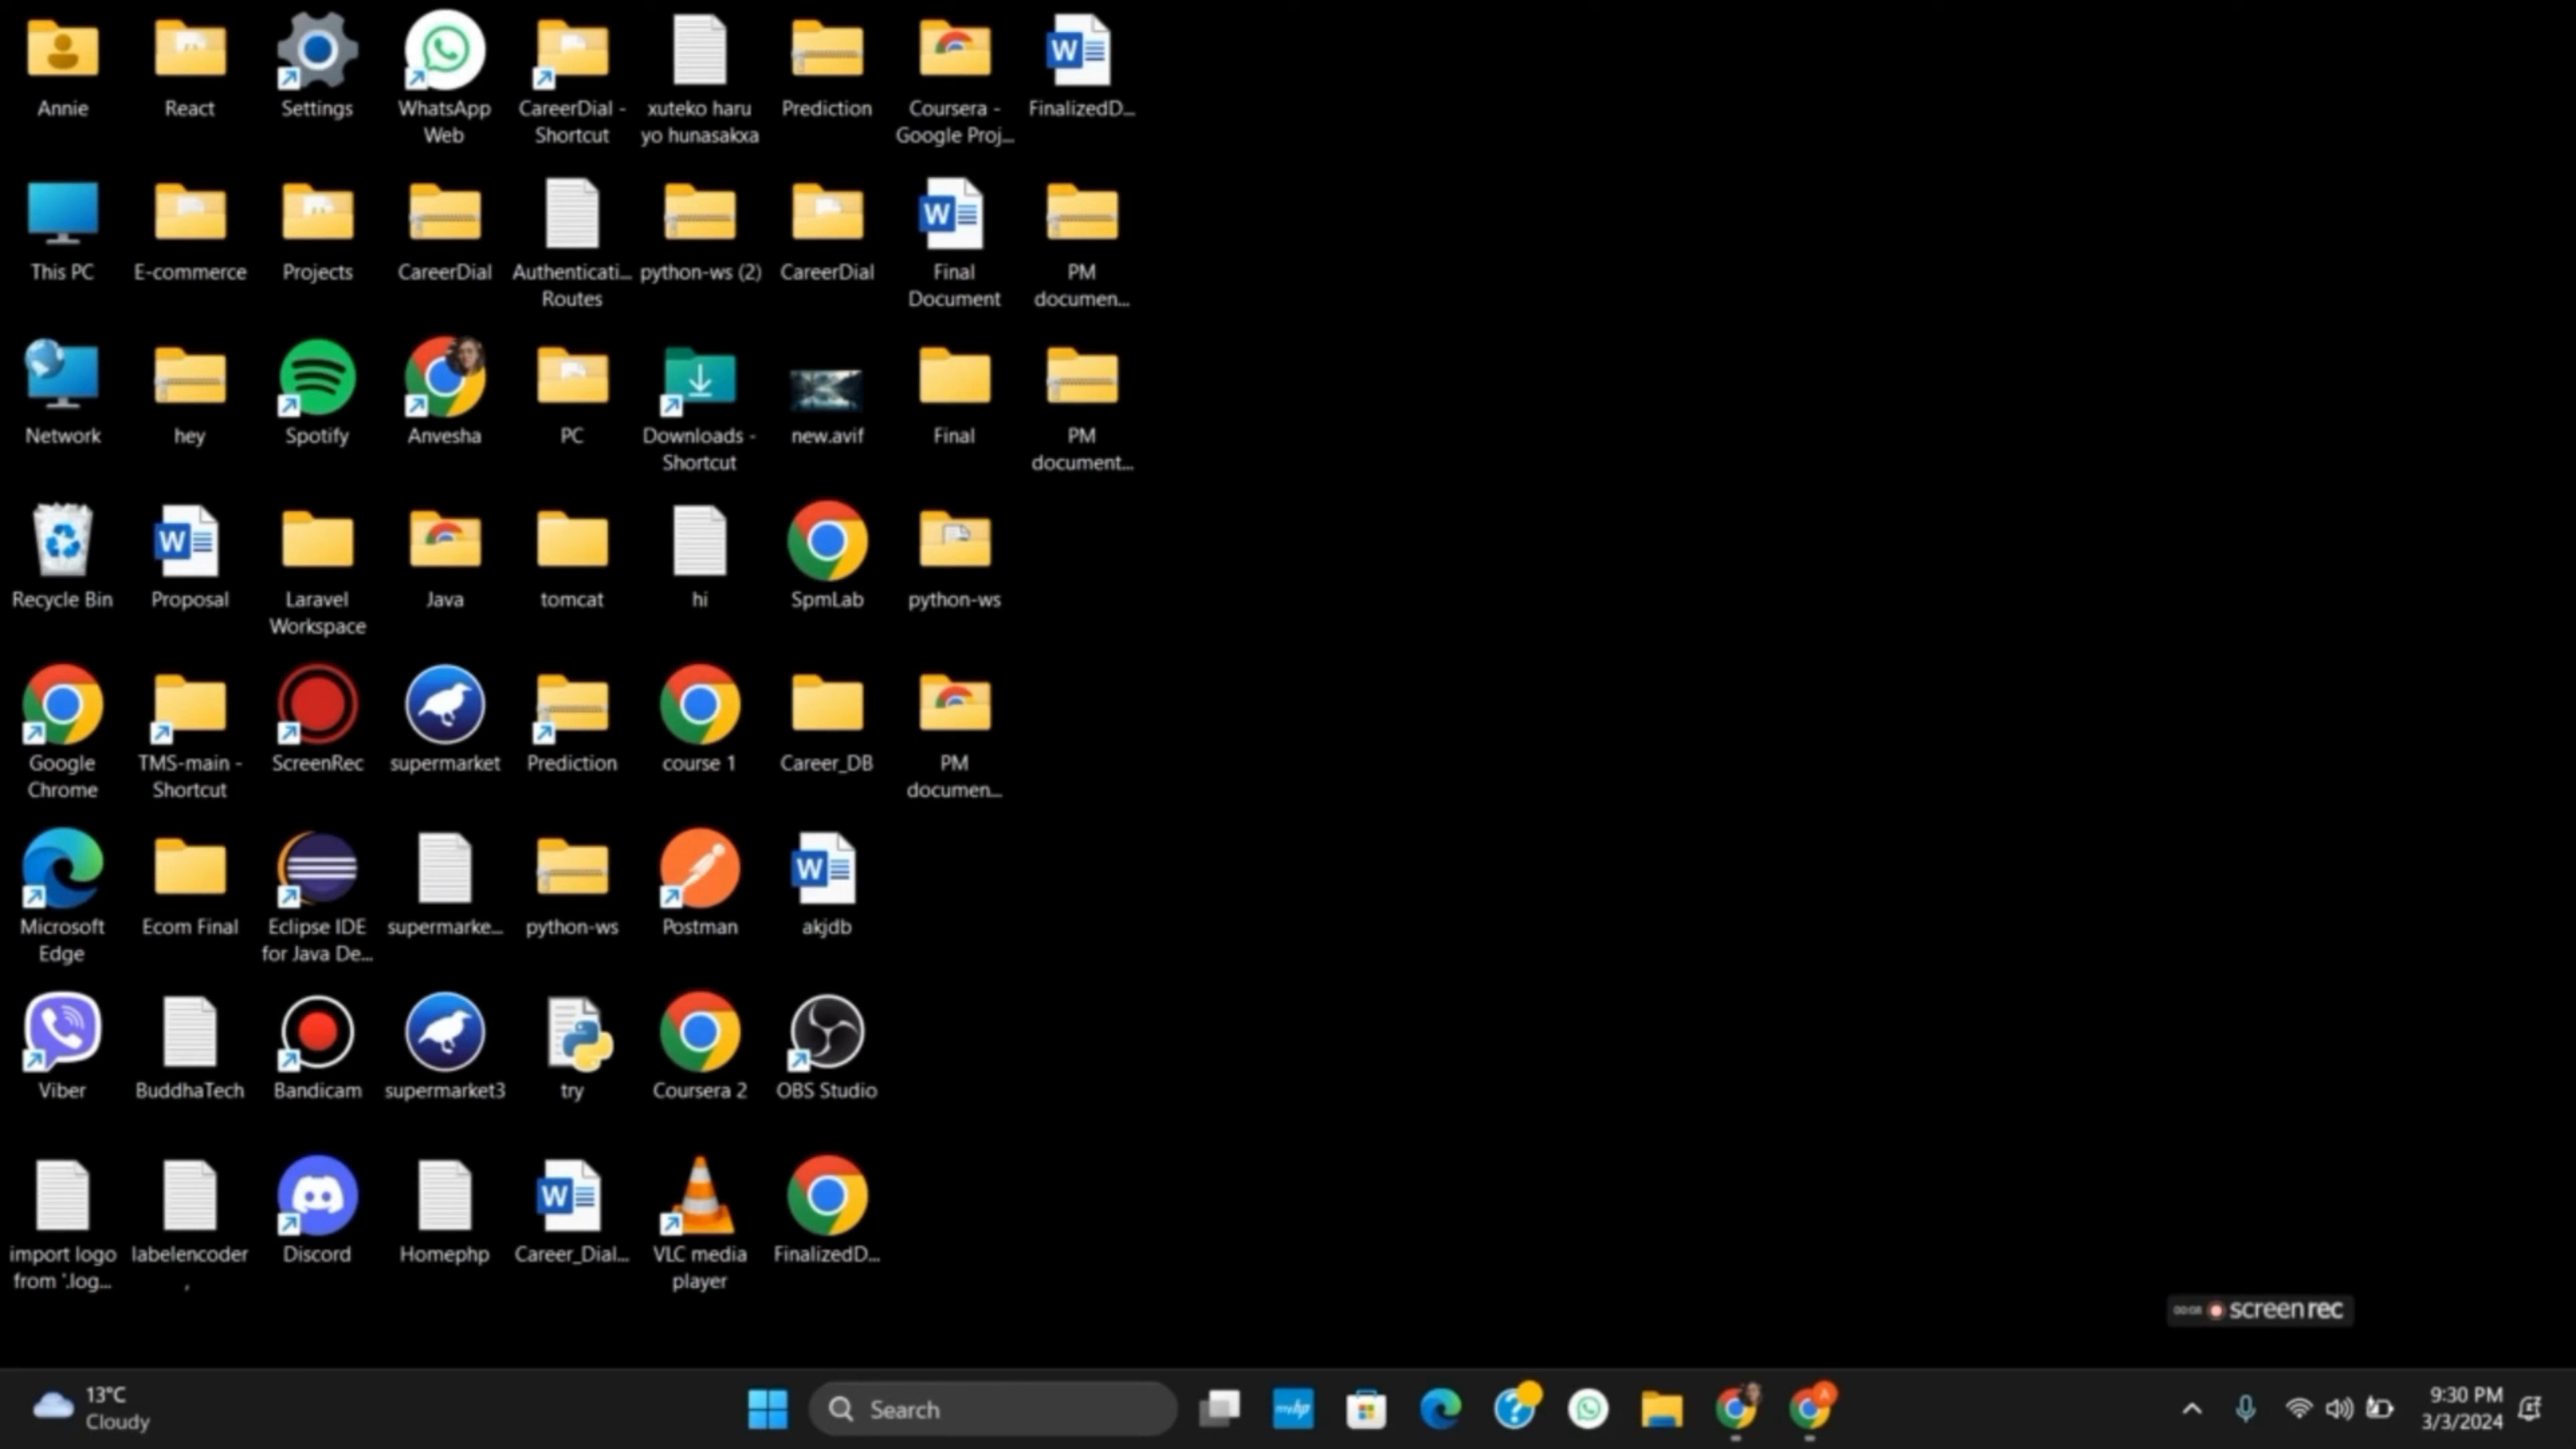 Annie
React
Settings
WhatsApp
Web
CareerDial -
Shortcut
xuteko haru
yo hunasakxa
Prediction
Coursera -
Google Proj...
FinalizedD...
This PC
E-commerce
Projects
CareerDial
Authenticati...
Routes
python-ws (2)
CareerDial
Final
Document
PM
documen...
Network
hey
Spotify
Anvesha
PC
Downloads -
Shortcut
new.avif
Final
PM
document...
Recycle Bin
Proposal
Laravel
Workspace
Java
tomcat
hi
SpmLab
python-ws
Google
Chrome
TMS-main -
Shortcut
ScreenRec
supermarket
Prediction
course 1
Career_DB
PM
documen...
Microsoft
Edge
Ecom Final
Eclipse IDE
for Java De...
supermarke...
python-ws
Postman
akjdb
Viber
BuddhaTech
Bandicam
supermarket3
try
Coursera 2
OBS Studio
import logo
from '.log...
labelencoder
,
Discord
Homephp
Career_Dial...
VLC media
player
FinalizedD...
00:08 screenrec
13°C
Cloudy
Search
myhp
A
9:30 PM
3/3/2024